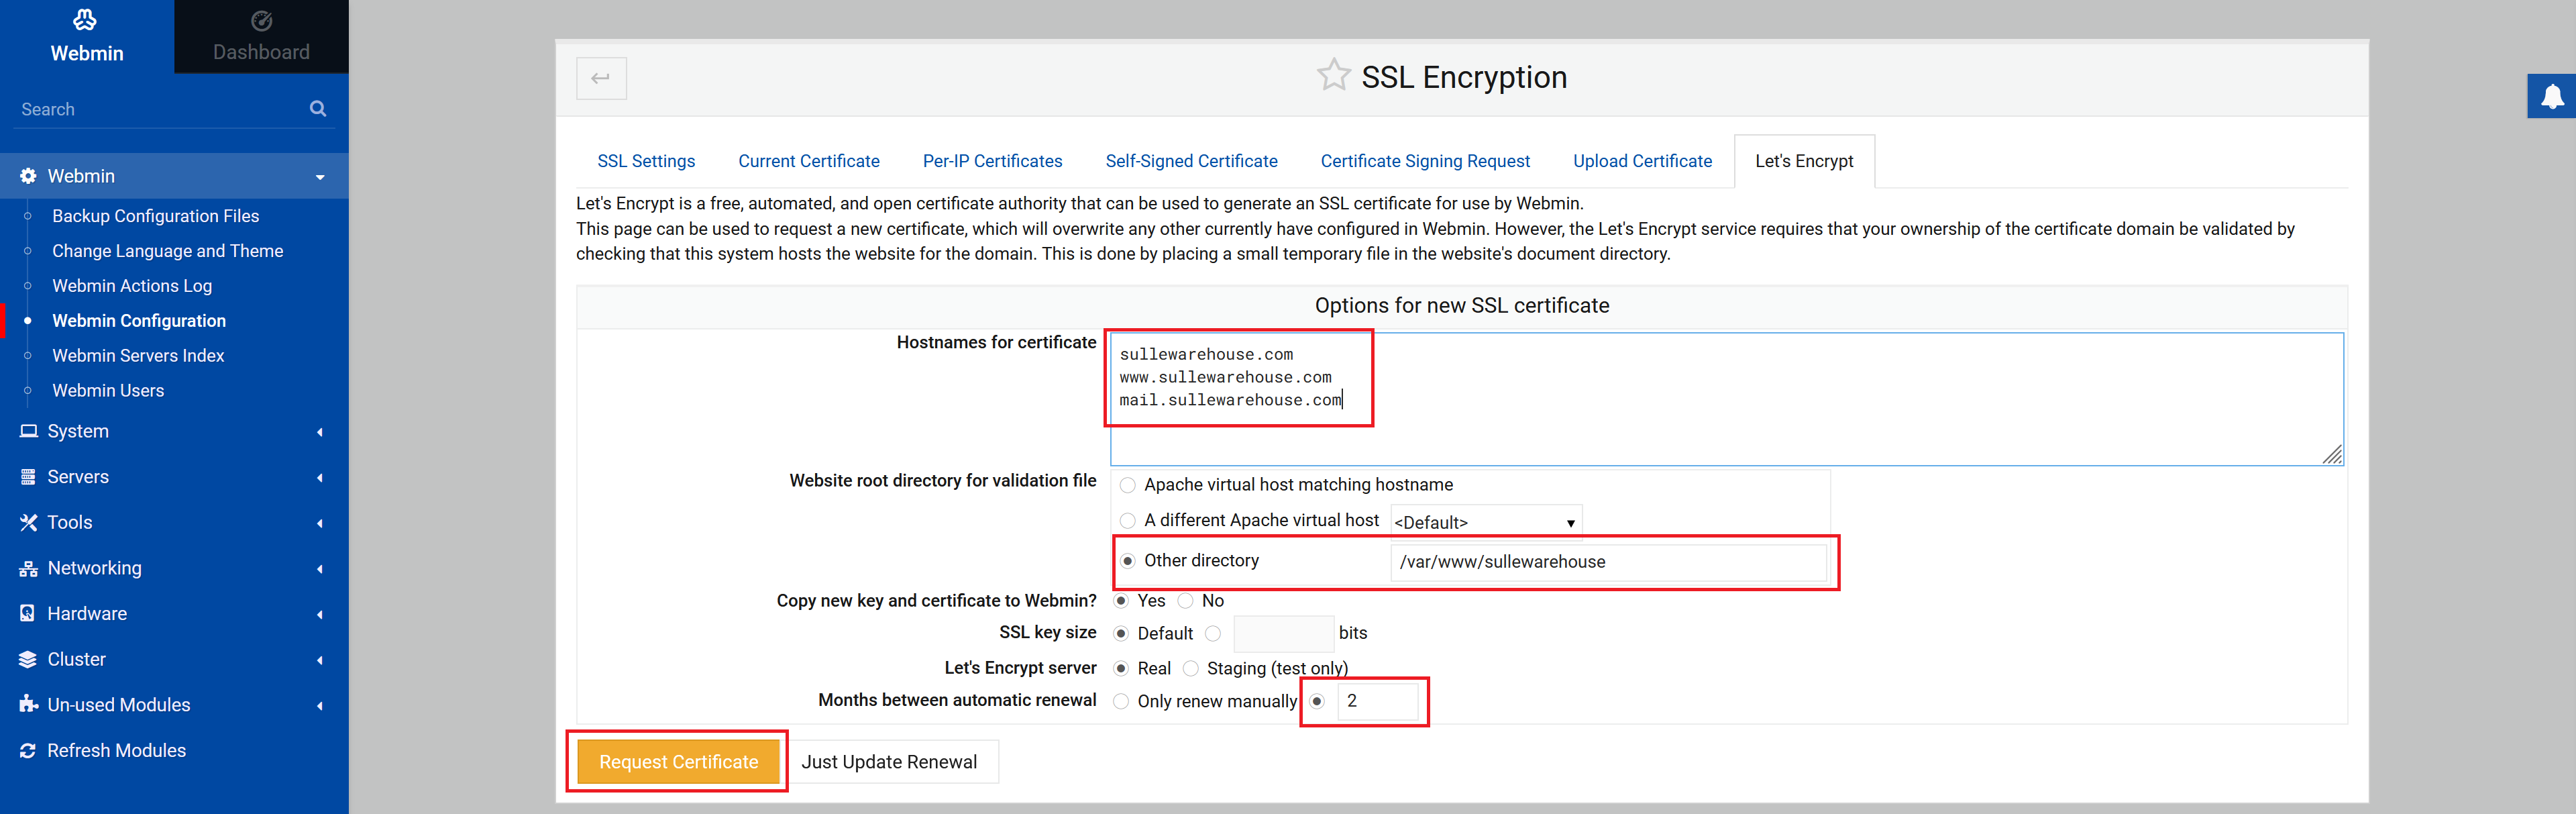 Webmin
Dashboard
Search
Webmin
Backup Configuration Files
Change Language and Theme
Webmin Actions Log
Webmin Configuration
Webmin Servers Index
Webmin Users
System
Servers
Tools
Networking
Hardware
Cluster
Un-used Modules
Refresh Modules
SSL Encryption
SSL Settings Current Certificate Per-IP Certificates Self-Signed Certificate Certificate Signing Request Upload Certificate Let's Encrypt
Let's Encrypt is a free, automated, and open certificate authority that can be used to generate an SSL certificate for use by Webmin.
This page can be used to request a new certificate, which will overwrite any other currently have configured in Webmin. However, the Let's Encrypt service requires that your ownership of the certificate domain be validated by
checking that this system hosts the website for the domain. This is done by placing a small temporary file in the website's document directory.
Options for new SSL certificate
Hostnames for certificate
sullewarehouse.com
www.sullewarehouse.com
mail.sullewarehouse.com
Website root directory for validation file
Apache virtual host matching hostname
A different Apache virtual host <Default>
Other directory /var/www/sullewarehouse
Copy new key and certificate to Webmin? Yes No
SSL key size Default bits
Let's Encrypt server Real Staging (test only)
Months between automatic renewal Only renew manually 2
Request Certificate Just Update Renewal